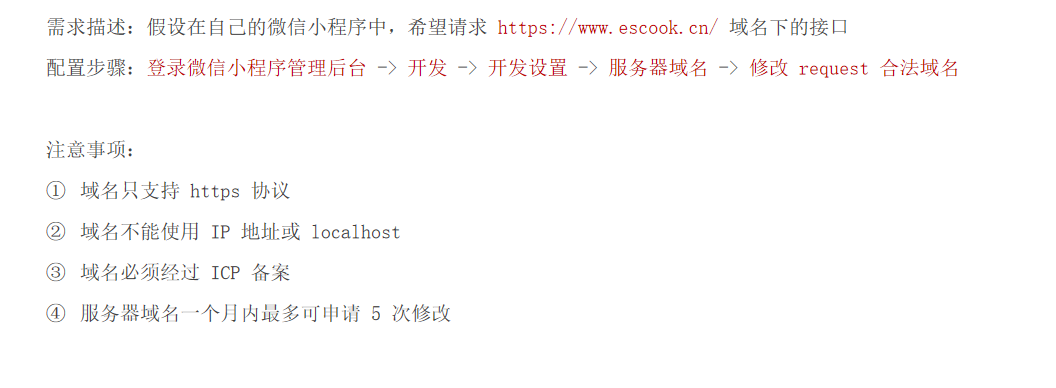 需求描述：假设在自己的微信小程序中，希望请求 https://www.escook.cn/ 域名下的接口
配置步骤：登录微信小程序管理后台 -> 开发 -> 开发设置 -> 服务器域名 -> 修改 request 合法域名
注意事项：
① 域名只支持 https 协议
② 域名不能使用 IP 地址或 localhost
③ 域名必须经过 ICP 备案
④ 服务器域名一个月内最多可申请 5 次修改